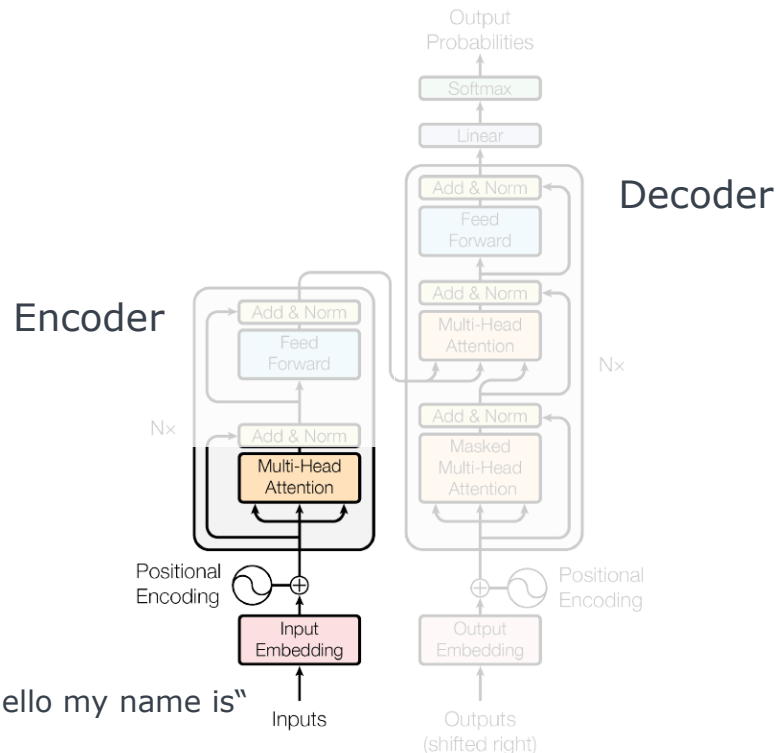 Output
Probabilities
Softmax
Linear
Add & Norm
Feed
Forward
Add & Norm
Multi-Head
Attention
Add & Norm
Masked
Multi-Head
Attention
Nx
Decoder
Encoder
Add & Norm
Feed
Forward
Nx
Add & Norm
Multi-Head
Attention
Positional
Encoding
Input
Embedding
ello my name is“
Inputs
Positional
Encoding
Output
Embedding
Outputs
(shifted right)